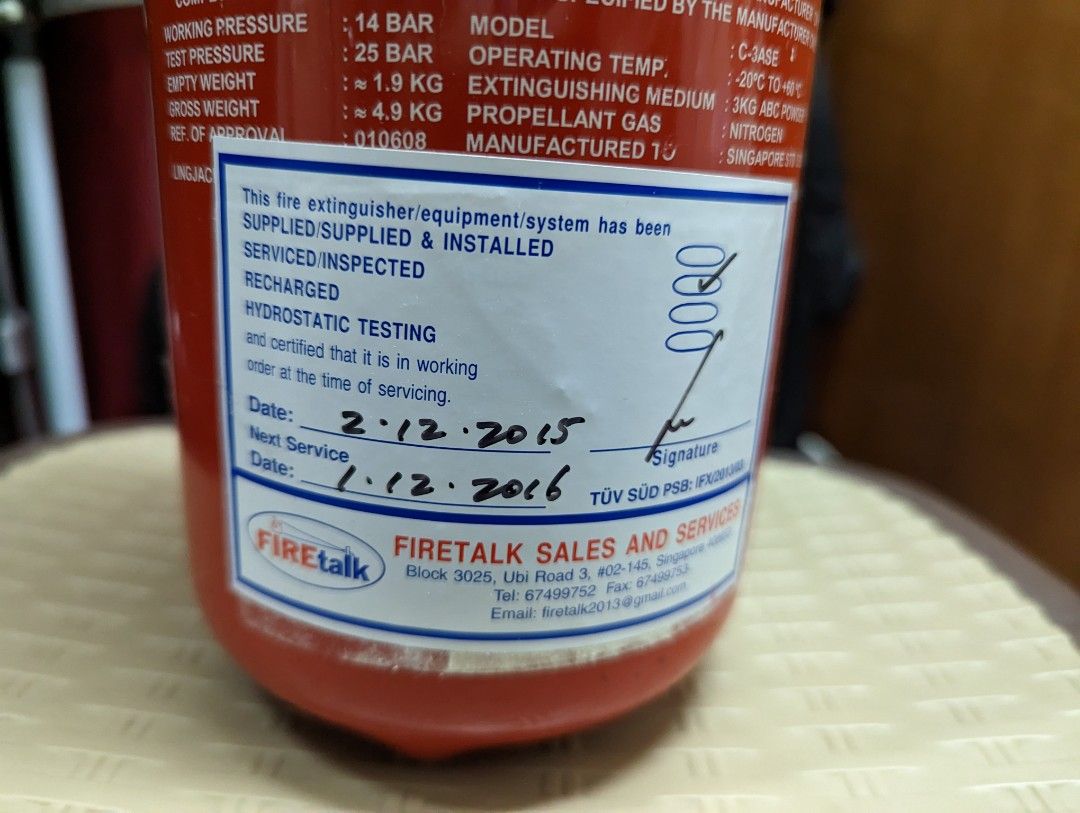 WORKING PRESSURE : 14 BAR MODEL : C-3ASE
TEST PRESSURE : 25 BAR OPERATING TEMP. : -20°C TO +60°C
EMPTY WEIGHT : ≈ 1.9 KG EXTINGUISHING MEDIUM : 3KG ABC POWDER
GROSS WEIGHT : ≈ 4.9 KG PROPELLANT GAS : NITROGEN
REF. OF APPROVAL : 010608 MANUFACTURED TO : SINGAPORE
BY THE MANUFACTURER
LINGJAC
This fire extinguisher/equipment/system has been
SUPPLIED/SUPPLIED & INSTALLED
SERVICED/INSPECTED
RECHARGED
HYDROSTATIC TESTING
and certified that it is in working
order at the time of servicing.
Date: 2.12.2015
Next Service
Date: 1.12.2016
Signature
TÜV SÜD PSB:
FIREtalk
FIRETALK SALES AND SERVICES
Block 3025, Ubi Road 3, #02-145, Singapore
Tel: 67499752 Fax: 67499753
Email: firetalk2013@gmail.com